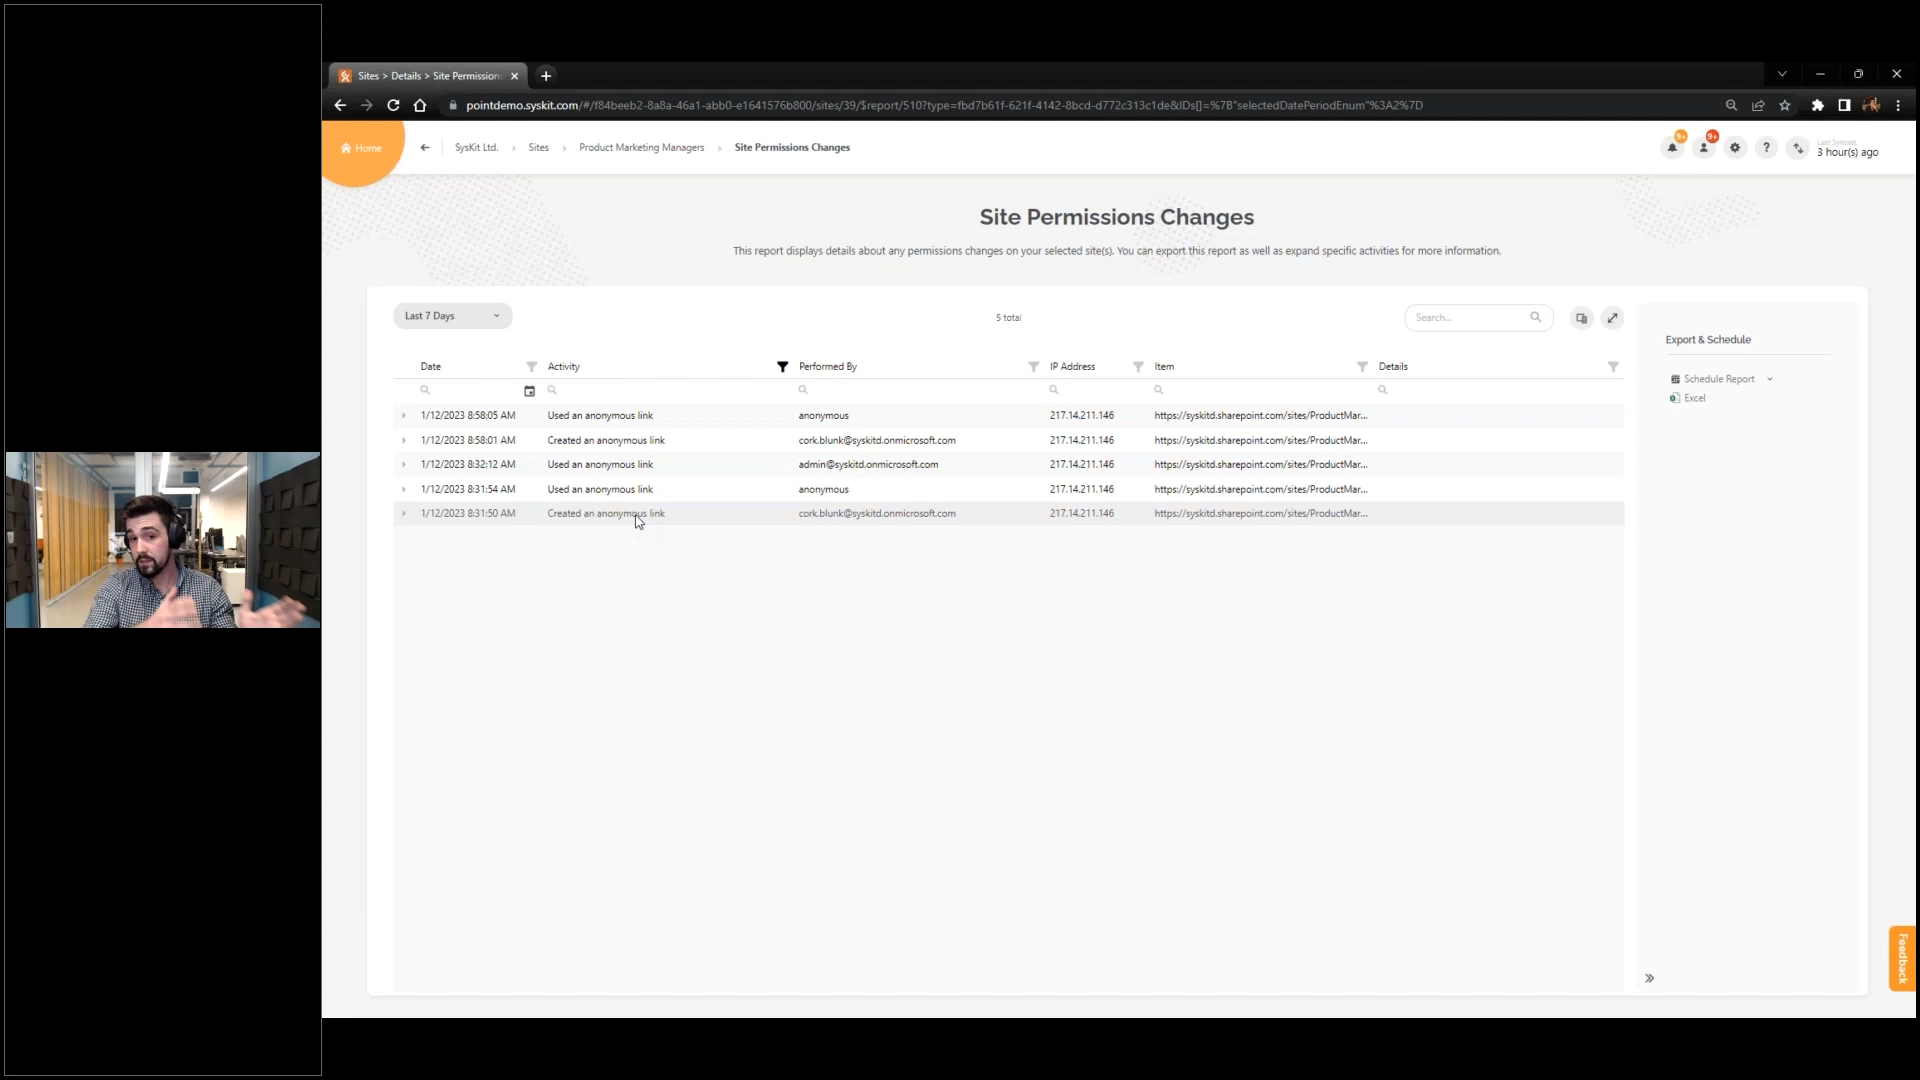 Sites > Details > Site Permission
pointdemo.syskit.com/#/f84beeb2-8a8a-46a1-abb0-e1641576b800/sites/39/$report/510?type=fbd7b61f-621f-4142-8bcd-d772c313c1de&IDs[]=%7B"selectedDatePeriodEnum"%3A2%7D
Home SysKit Ltd. > Sites > Product Marketing Managers > Site Permissions Changes 9+ 9+ ? Last Synced..
3 hour(s) ago
Site Permissions Changes
This report displays details about any permissions changes on your selected site(s). You can export this report as well as expand specific activities for more information.
Last 7 Days 5 total Search...
Export & Schedule
Schedule Report
Excel
Date Activity Performed By IP Address Item Details
1/12/2023 8:58:05 AM Used an anonymous link anonymous 217.14.211.146 https://syskitd.sharepoint.com/sites/ProductMar...
1/12/2023 8:58:01 AM Created an anonymous link cork.blunk@syskitd.onmicrosoft.com 217.14.211.146 https://syskitd.sharepoint.com/sites/ProductMar...
1/12/2023 8:32:12 AM Used an anonymous link admin@syskitd.onmicrosoft.com 217.14.211.146 https://syskitd.sharepoint.com/sites/ProductMar...
1/12/2023 8:31:54 AM Used an anonymous link anonymous 217.14.211.146 https://syskitd.sharepoint.com/sites/ProductMar...
1/12/2023 8:31:50 AM Created an anonymous link cork.blunk@syskitd.onmicrosoft.com 217.14.211.146 https://syskitd.sharepoint.com/sites/ProductMar...
Feedback